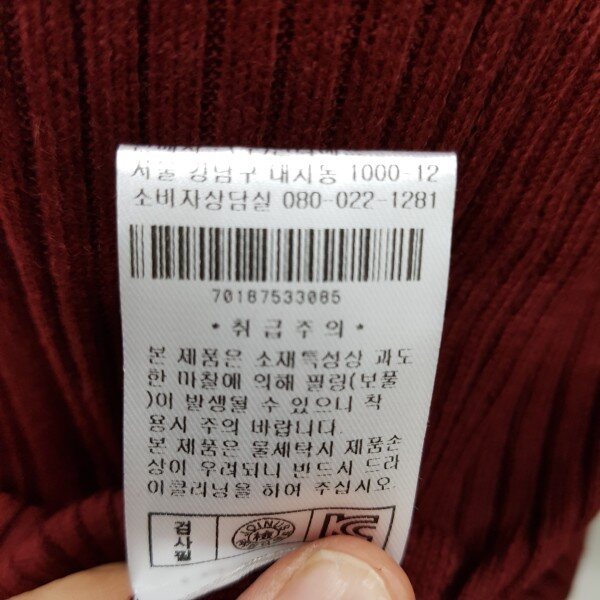 서울 강남구 대치동 1000-12
소비자상담실 080-022-1281
70187533085
*취급주의*
본 제품은 소재특성상 과도
한 마찰에 의해 필링(보풀
)이 발생될 수 있으니 착
용시 주의 바랍니다.
본 제품은 물세탁시 제품손
상이 우려되니 반드시 드라
이클리닝을 하여 주십시오.
검사필